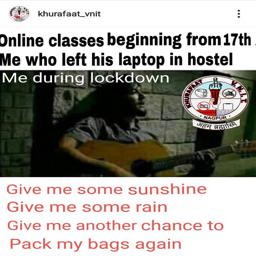 khurafaat_vnit
Online classes beginning from 17th
Me who left his laptop in hostel
Me during lockdown
KHURAFAAT V.N.I.T.
NAGPUR
Give me some sunshine
Give me some rain
Give me another chance to
Pack my bags again